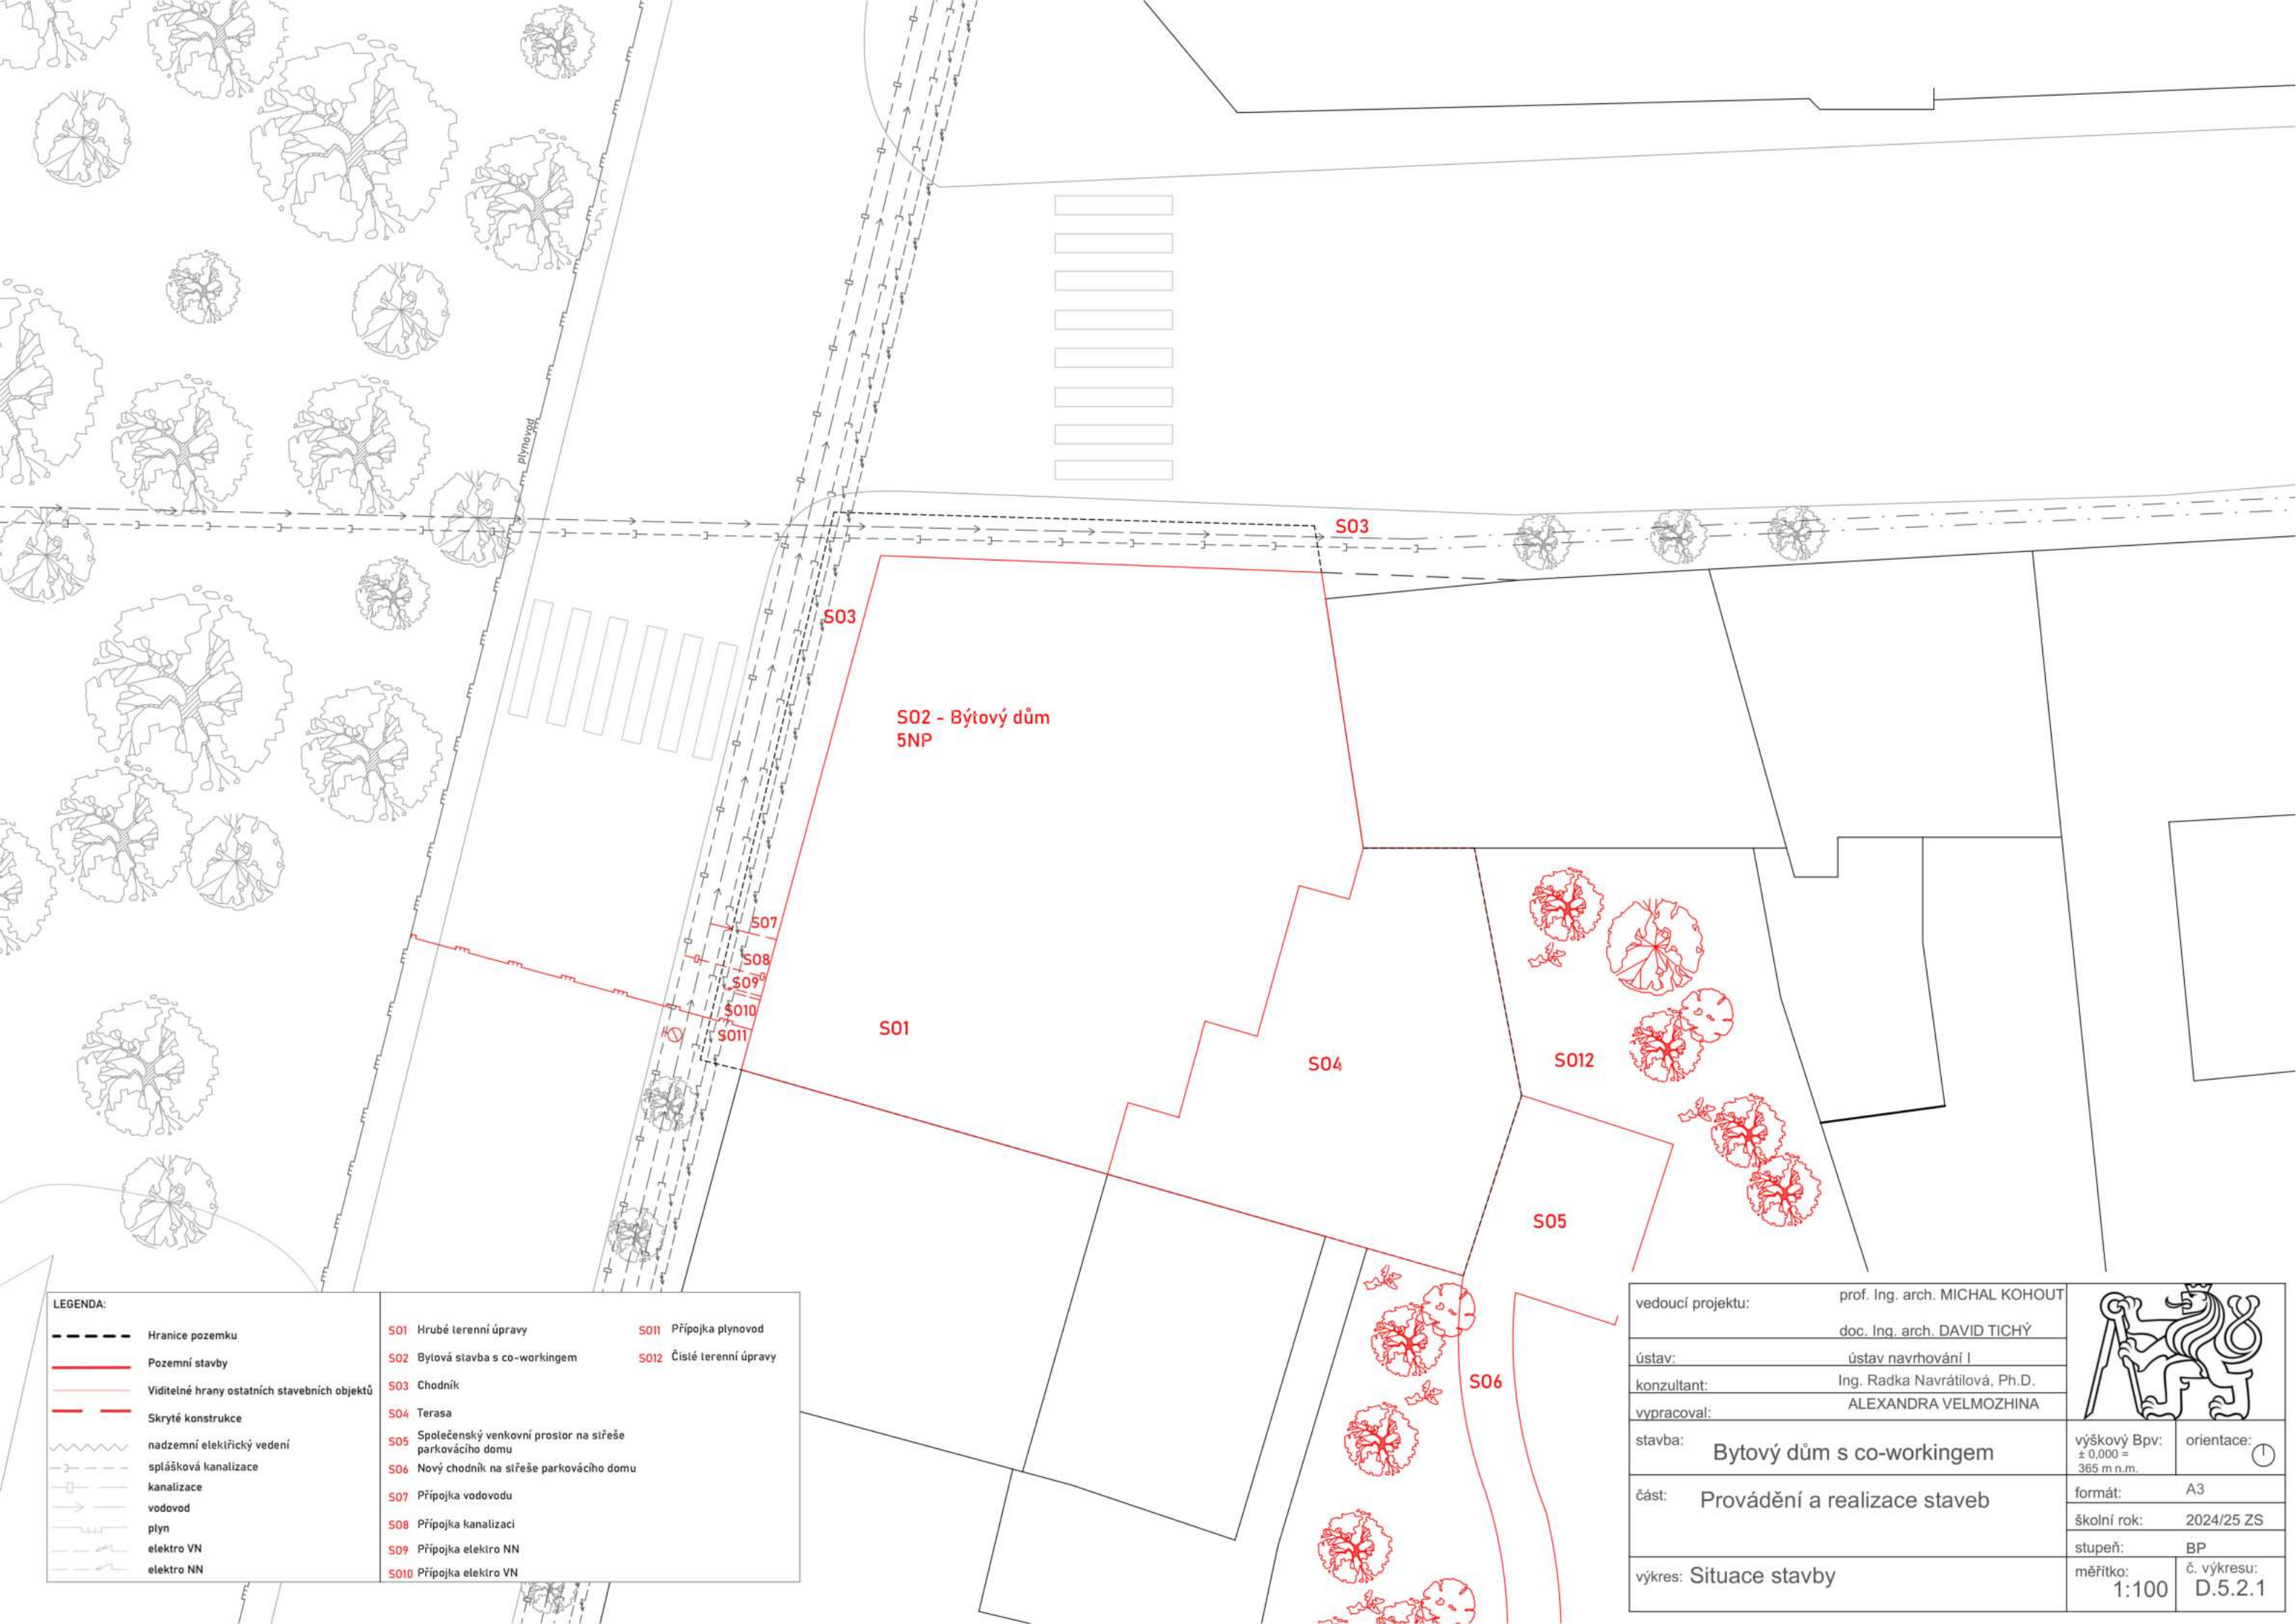 plynovod
SO3
SO3
SO2 - Býtový dům
5NP
SO7
SO8
SO9
SO10
SO11
SO1
SO4
SO12
SO5
SO6
LEGENDA:
Hranice pozemku
Pozemní stavby
Viditelné hrany ostatních stavebních objektů
Skryté konstrukce
nadzemní elektřický vedení
splášková kanalizace
kanalizace
vodovod
plyn
elektro VN
elektro NN
SO1 Hrubé terenní úpravy
SO2 Bytová stavba s co-workingem
SO3 Chodník
SO4 Terasa
SO5 Společenský venkovní prostor na střeše
parkovácího domu
SO6 Nový chodník na střeše parkovácího domu
SO7 Přípojka vodovodu
SO8 Přípojka kanalizaci
SO9 Přípojka elektro NN
SO10 Přípojka elektro VN
SO11 Přípojka plynovod
SO12 Čisté terenní úpravy
vedoucí projektu: prof. Ing. arch. MICHAL KOHOUT
doc. Ing. arch. DAVID TICHÝ
ústav: ústav navrhování I
konzultant: Ing. Radka Navrátilová, Ph.D.
vypracoval: ALEXANDRA VELMOZHINA
stavba: Bytový dům s co-workingem
výškový Bpv:
± 0,000 =
365 m n.m.
orientace:
část: Provádění a realizace staveb
formát: A3
školní rok: 2024/25 ZS
stupeň: BP
výkres: Situace stavby
měřítko:
1:100
č. výkresu:
D.5.2.1